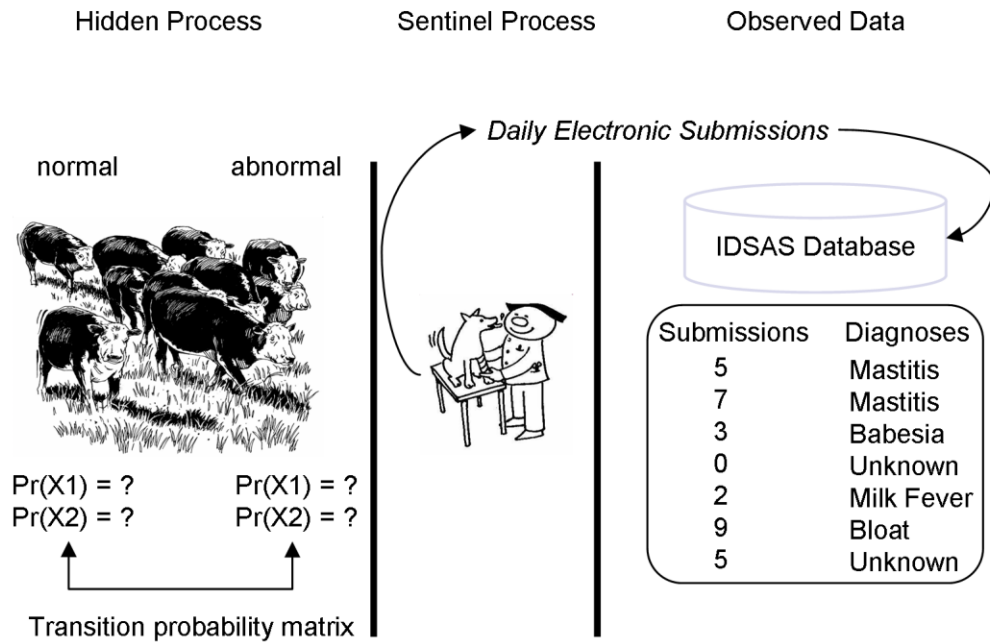 Hidden Process
Sentinel Process
Observed Data
Daily Electronic Submissions
normal
abnormal
IDSAS Database
Submissions Diagnoses
5 Mastitis
7 Mastitis
3 Babesia
0 Unknown
2 Milk Fever
9 Bloat
5 Unknown
Pr(X1) = ? Pr(X1) = ?
Pr(X2) = ? Pr(X2) = ?
Transition probability matrix